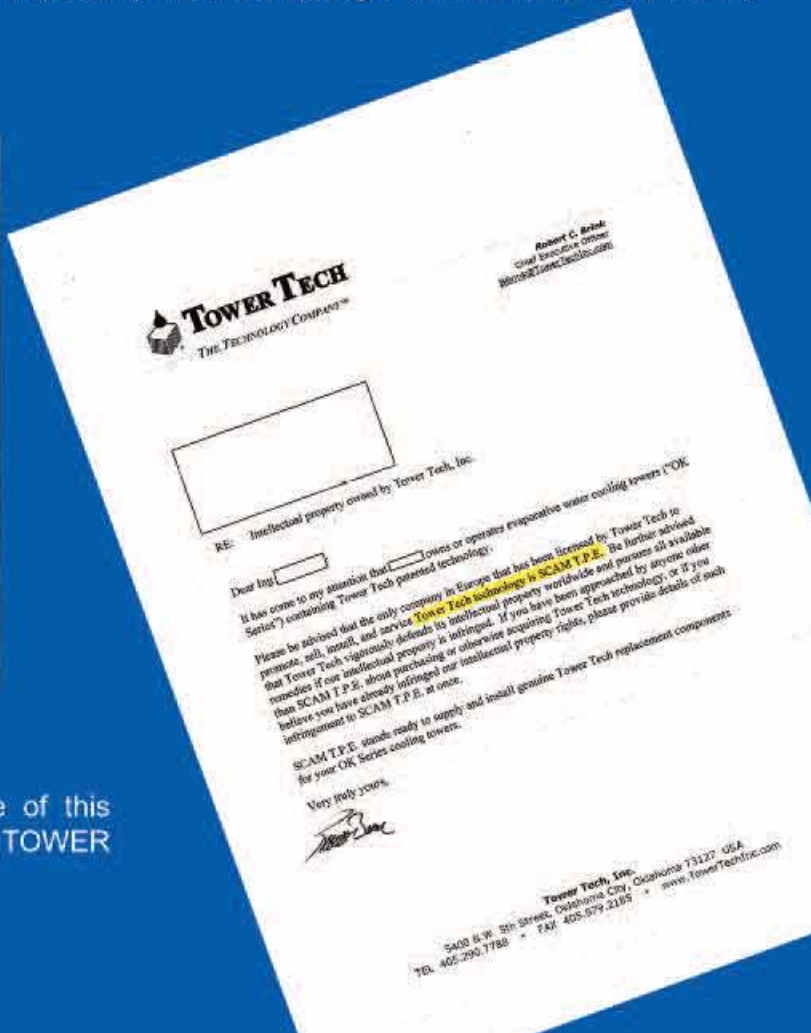 Robert C. Brink
Chief Executive Officer
TOWER TECH
THE TECHNOLOGY COMPANY™
RE: Intellectual property owned by Tower Tech, Inc.
Dear Ing
It has come to my attention that owns or operates evaporative water cooling towers ("OK
Series") containing Tower Tech patented technology.
Please be advised that the only company in Europe that has been licensed by Tower Tech to
promote, sell, install, and service Tower Tech technology is SCAM T.P.E. Be further advised
that Tower Tech vigorously defends its intellectual property worldwide and pursues all available
remedies if our intellectual property is infringed. If you have been approached by anyone other
than SCAM T.P.E. about purchasing or otherwise acquiring Tower Tech technology, or if you
believe you have already infringed our intellectual property rights, please provide details of such
infringement to SCAM T.P.E. at once.
SCAM T.P.E. stands ready to supply and install genuine Tower Tech replacement components
for your OK Series cooling towers.
Very truly yours,
Tower Tech, Inc.
5400 N.W. 5th Street, Oklahoma City, Oklahoma 73127 USA
TEL 405.290.7788 • FAX 405.979.2185 • www.TowerTechInc.com
of this
TOWER